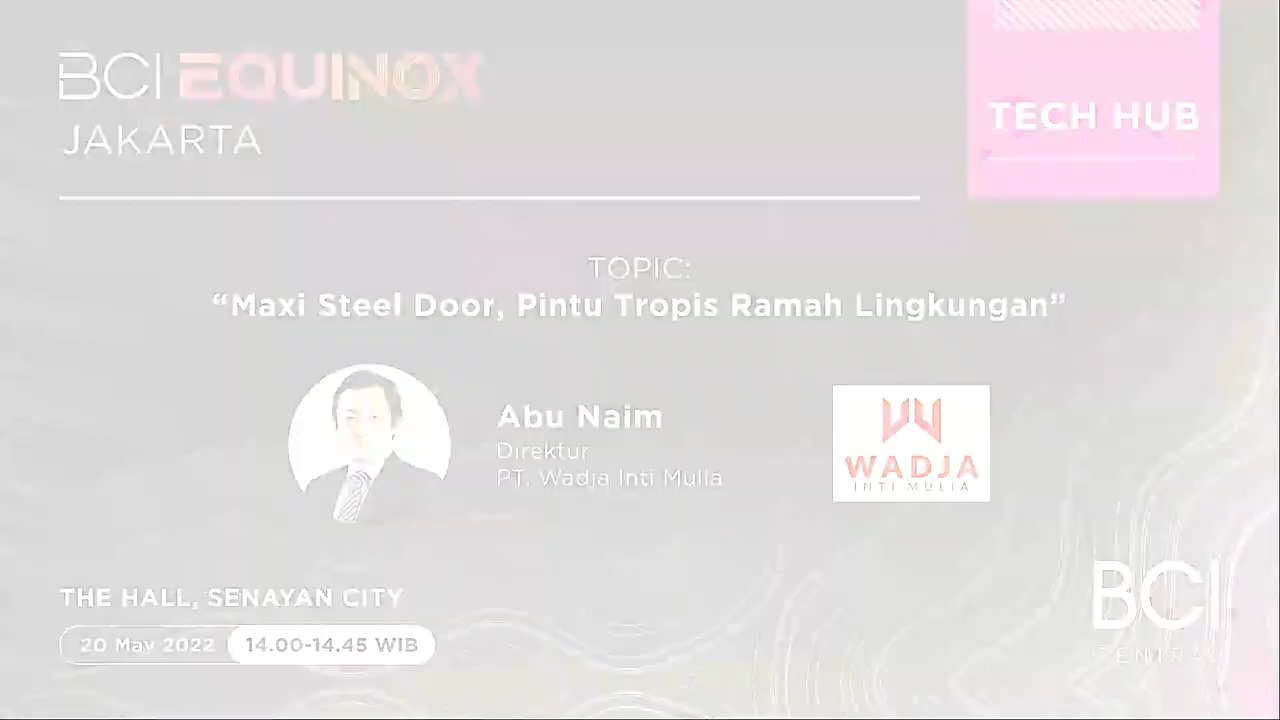 BCI EQUINOX
JAKARTA
TECH HUB
TOPIC:
“Maxi Steel Door, Pintu Tropis Ramah Lingkungan”
Abu Naim
Direktur
PT. Wadja Inti Mulia
WADJA
INTI MULIA
THE HALL, SENAYAN CITY
20 May 2022 14.00-14.45 WIB
BCI
CENTRAL